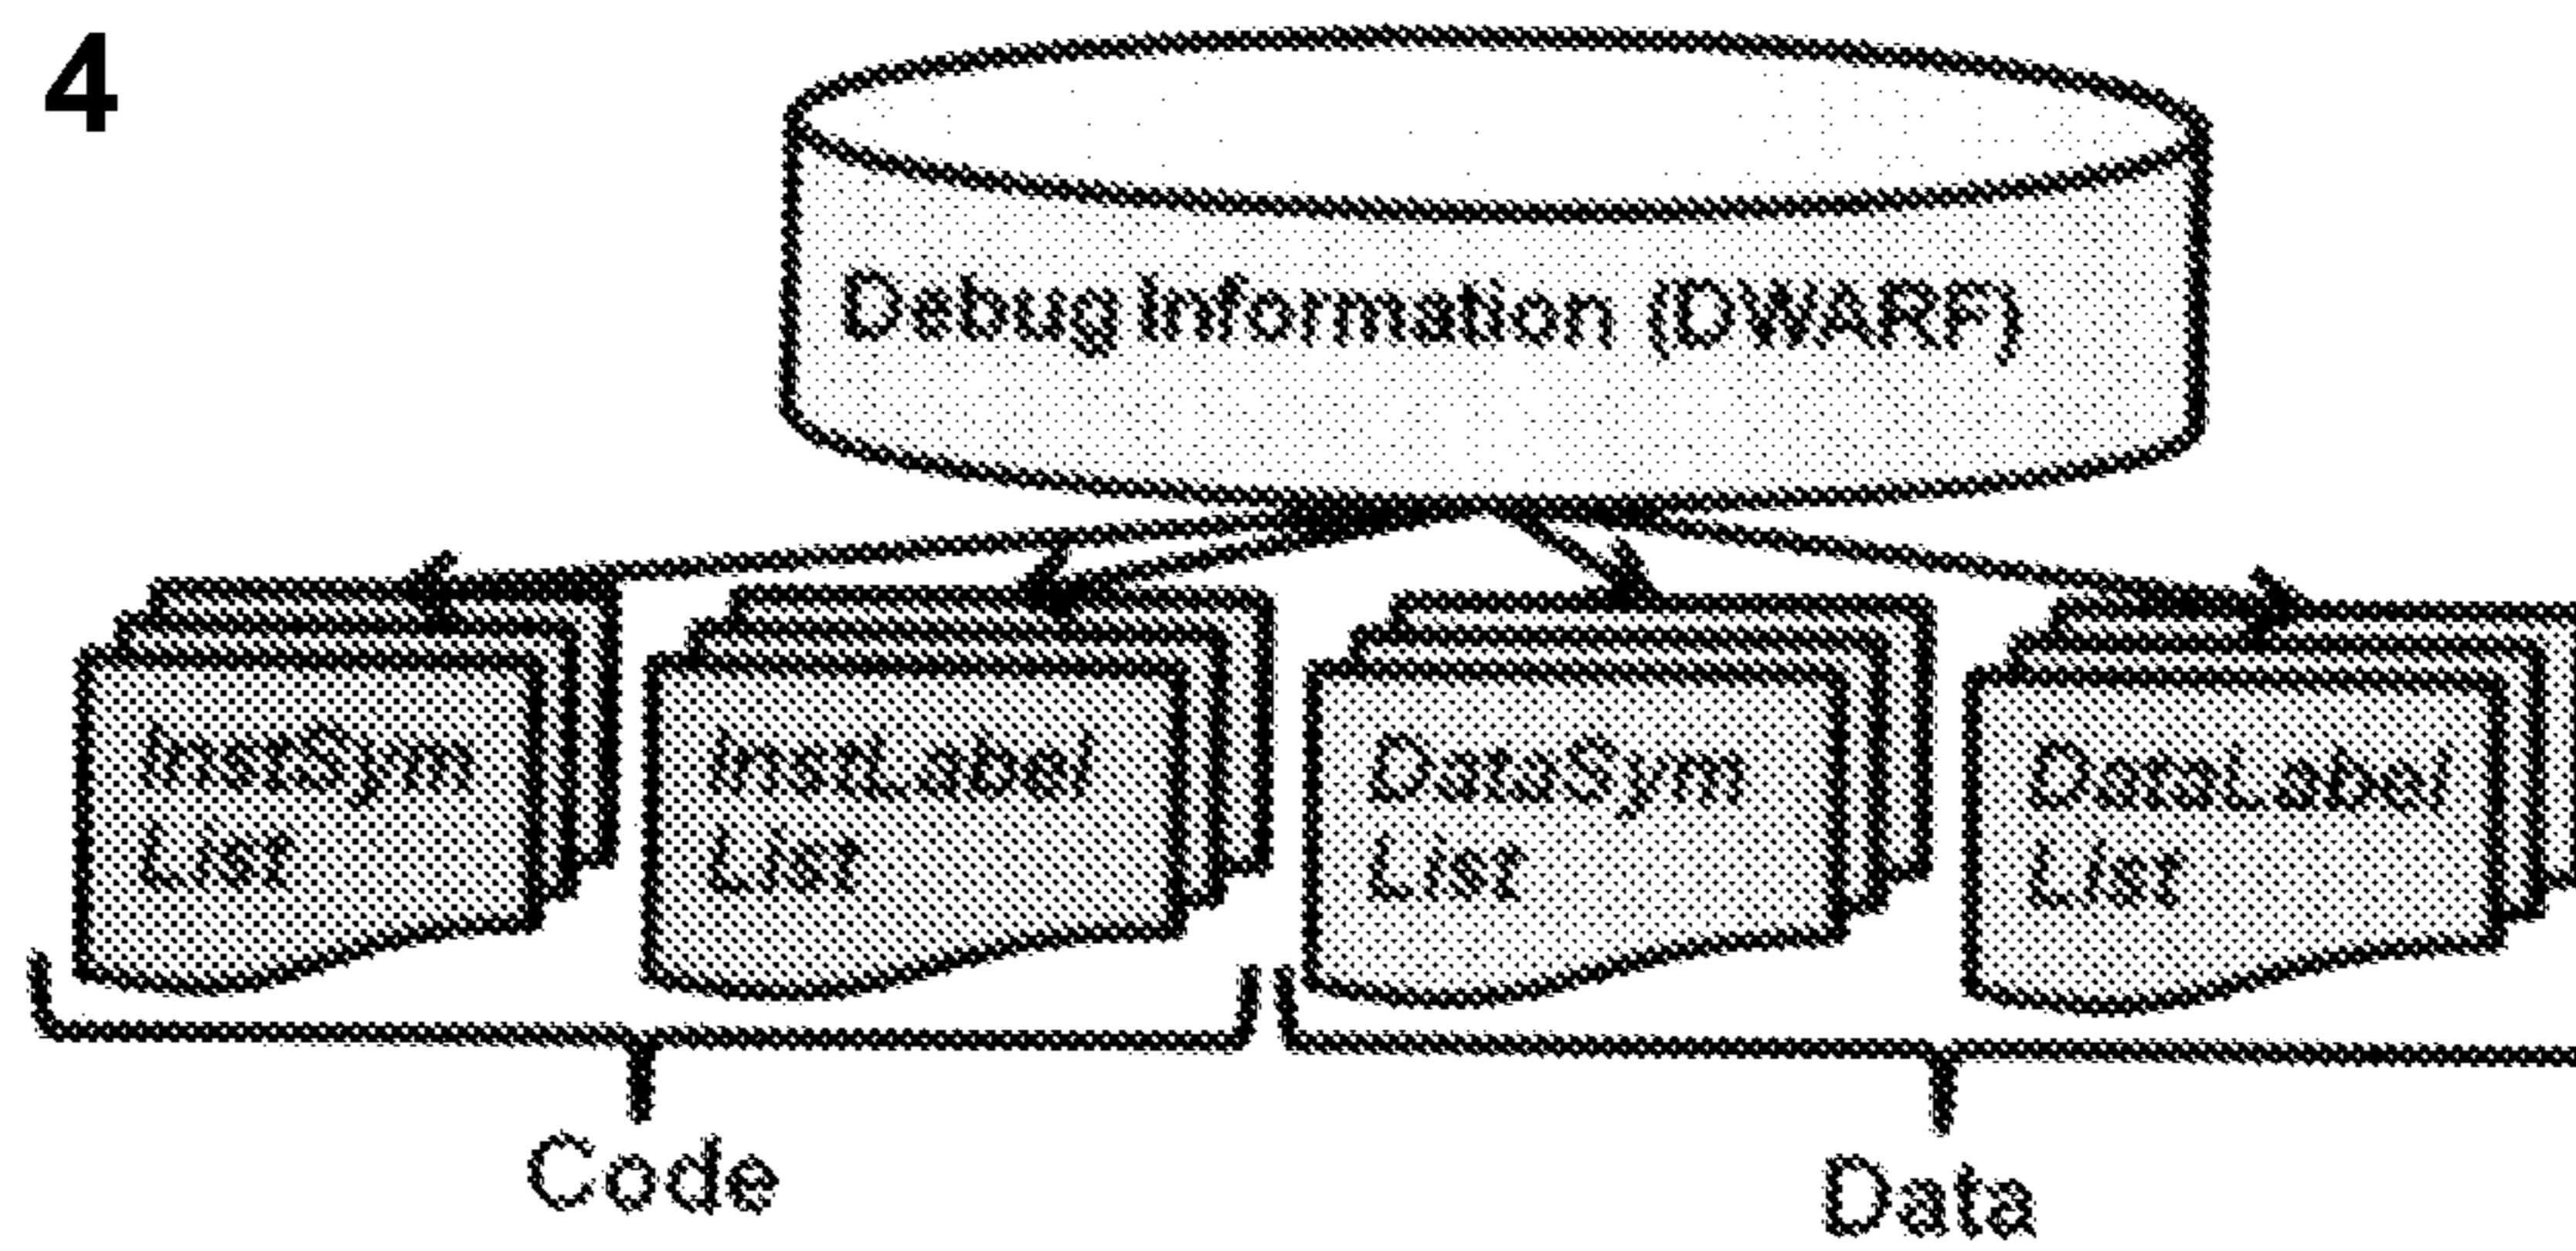 4
Debug Information (DWARF)
InstSym
List
InstLabel
List
DataSym
List
DataLabel
List
Code
Data